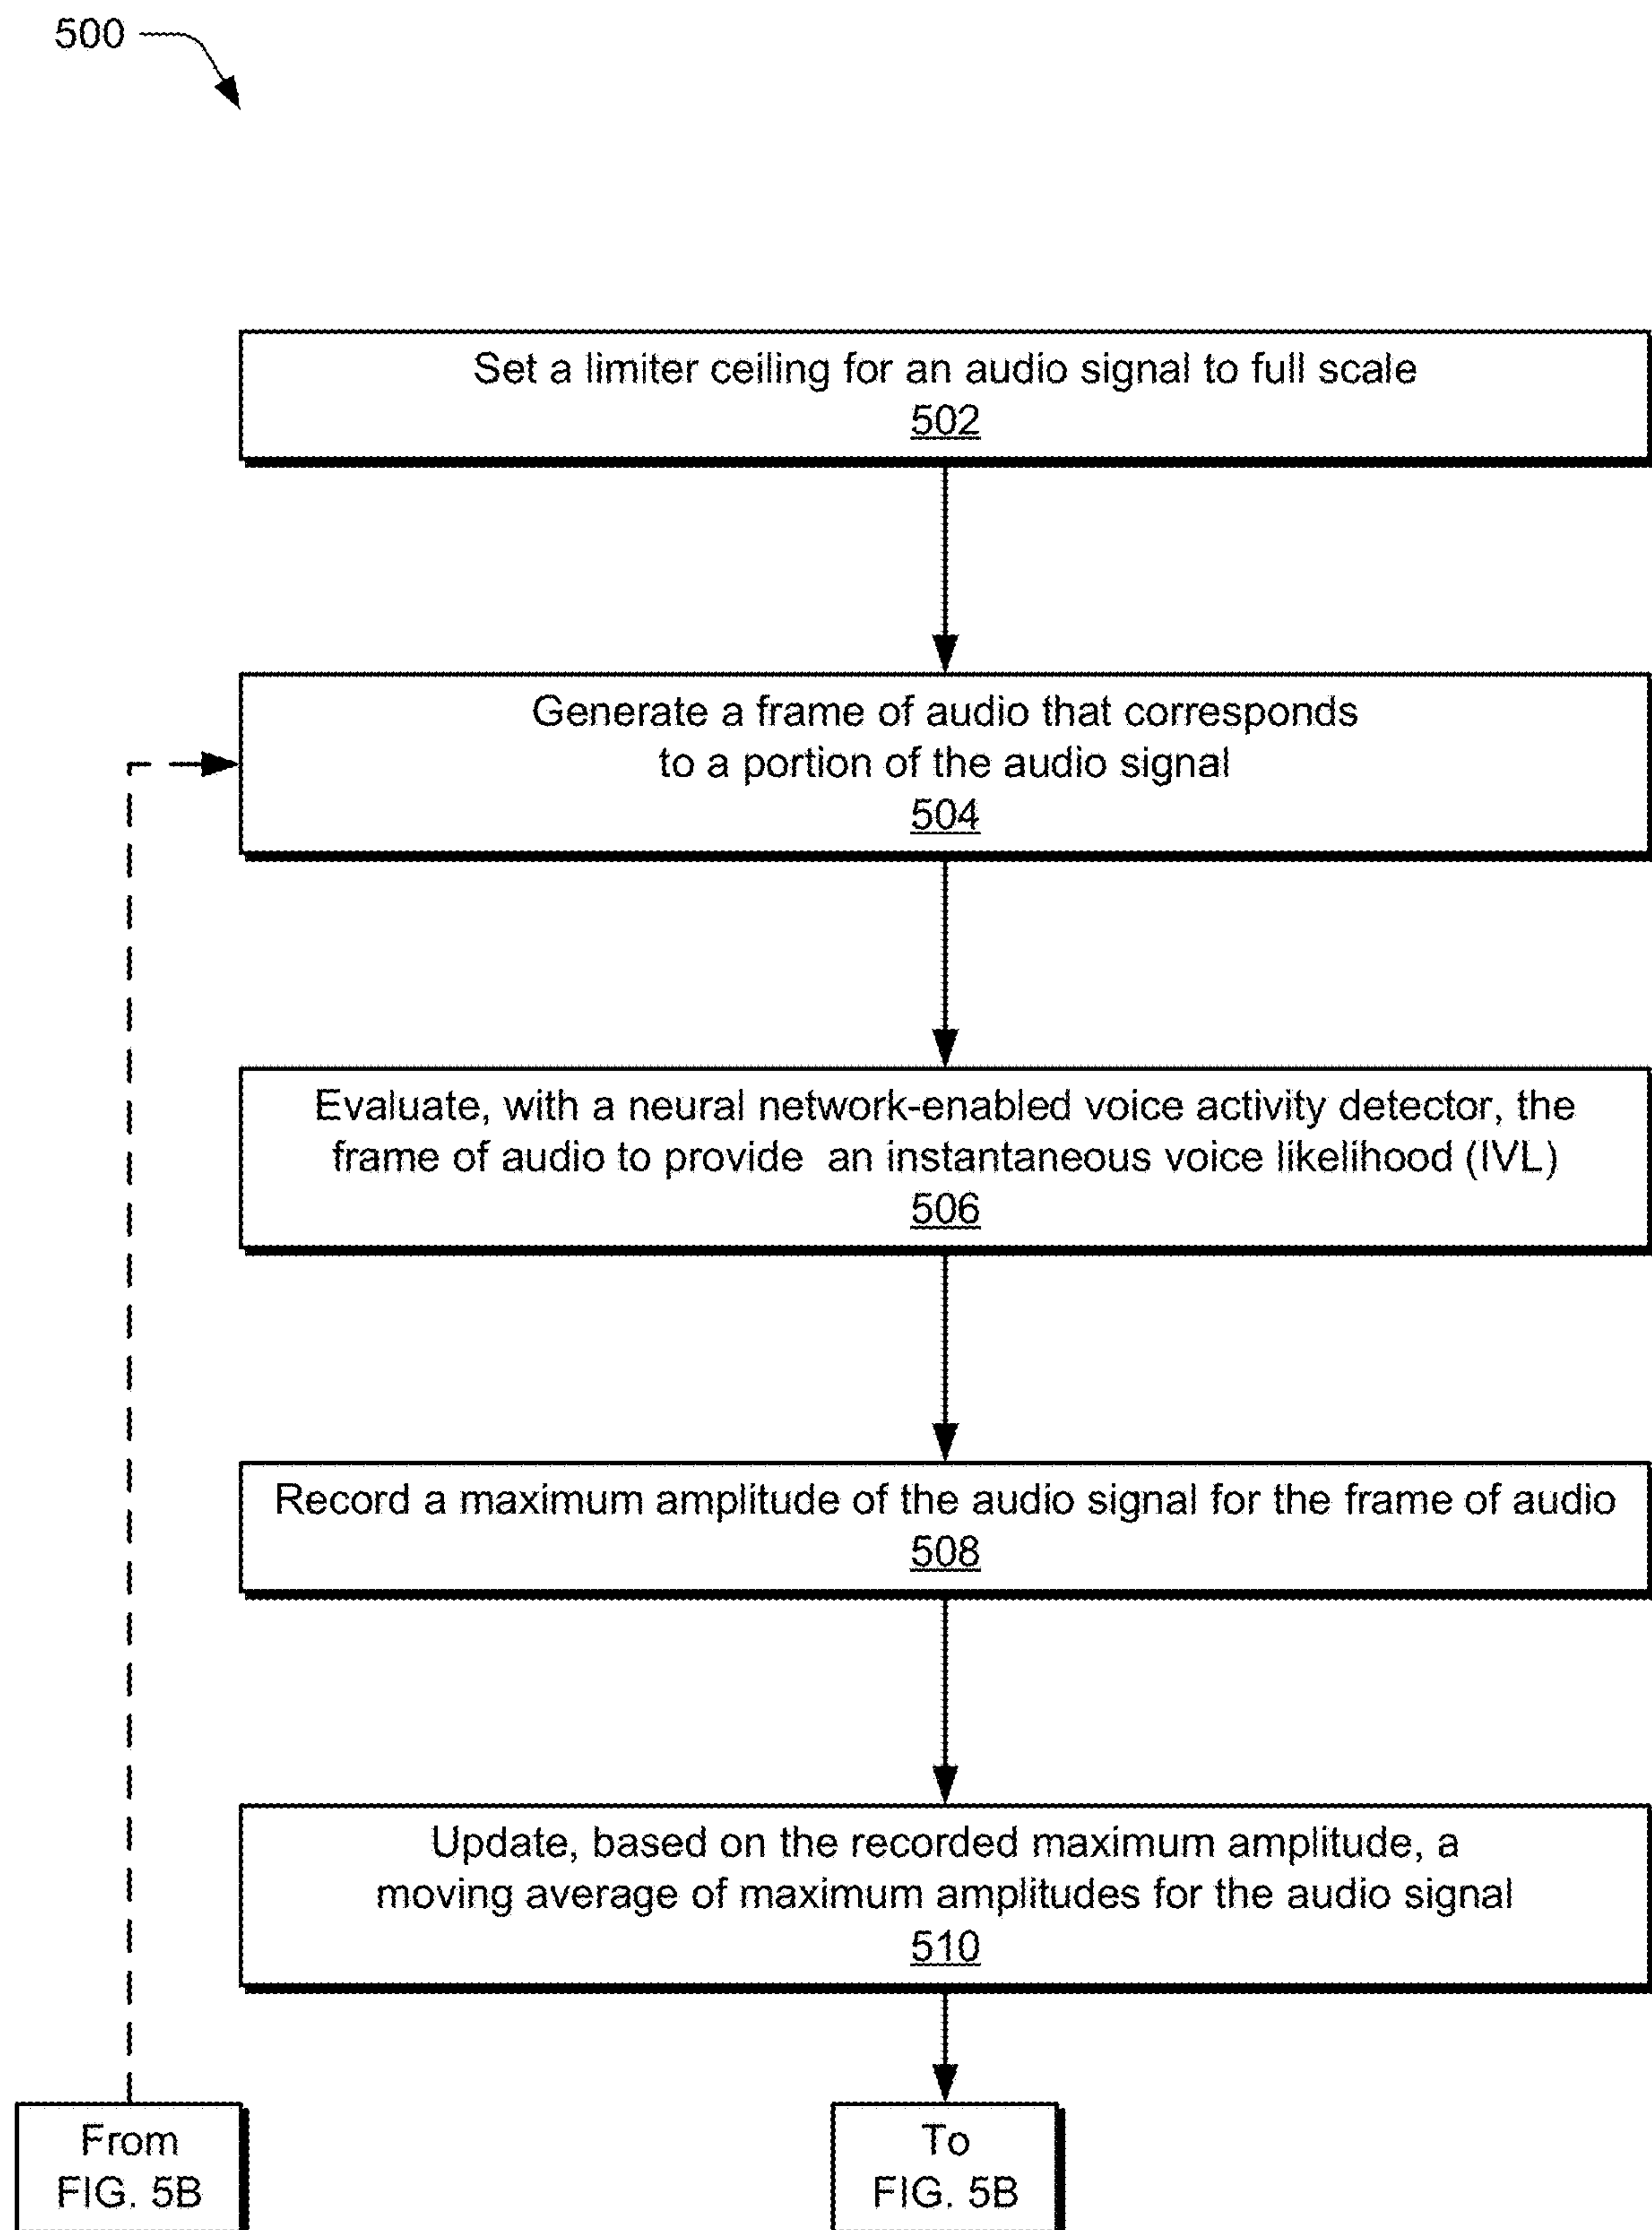 500
Set a limiter ceiling for an audio signal to full scale
502
Generate a frame of audio that corresponds
to a portion of the audio signal
504
Evaluate, with a neural network-enabled voice activity detector, the
frame of audio to provide an instantaneous voice likelihood (IVL)
506
Record a maximum amplitude of the audio signal for the frame of audio
508
Update, based on the recorded maximum amplitude, a
moving average of maximum amplitudes for the audio signal
510
From
FIG. 5B
To
FIG. 5B